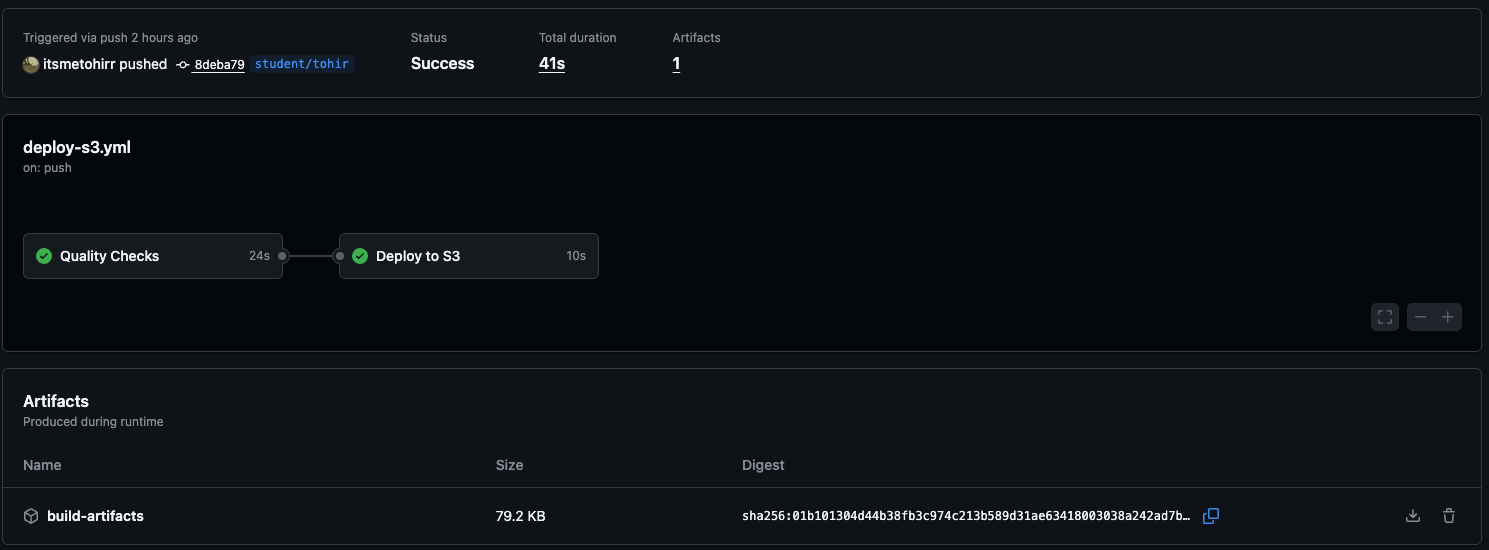 Triggered via push 2 hours ago
itsmetohirr pushed 8deba79 student/tohir
Status
Success
Total duration
41s
Artifacts
1
deploy-s3.yml
on: push
Quality Checks 24s
Deploy to S3 10s
Artifacts
Produced during runtime
Name Size Digest
build-artifacts 79.2 KB sha256:01b101304d44b38fb3c974c213b589d31ae63418003038a242ad7b…